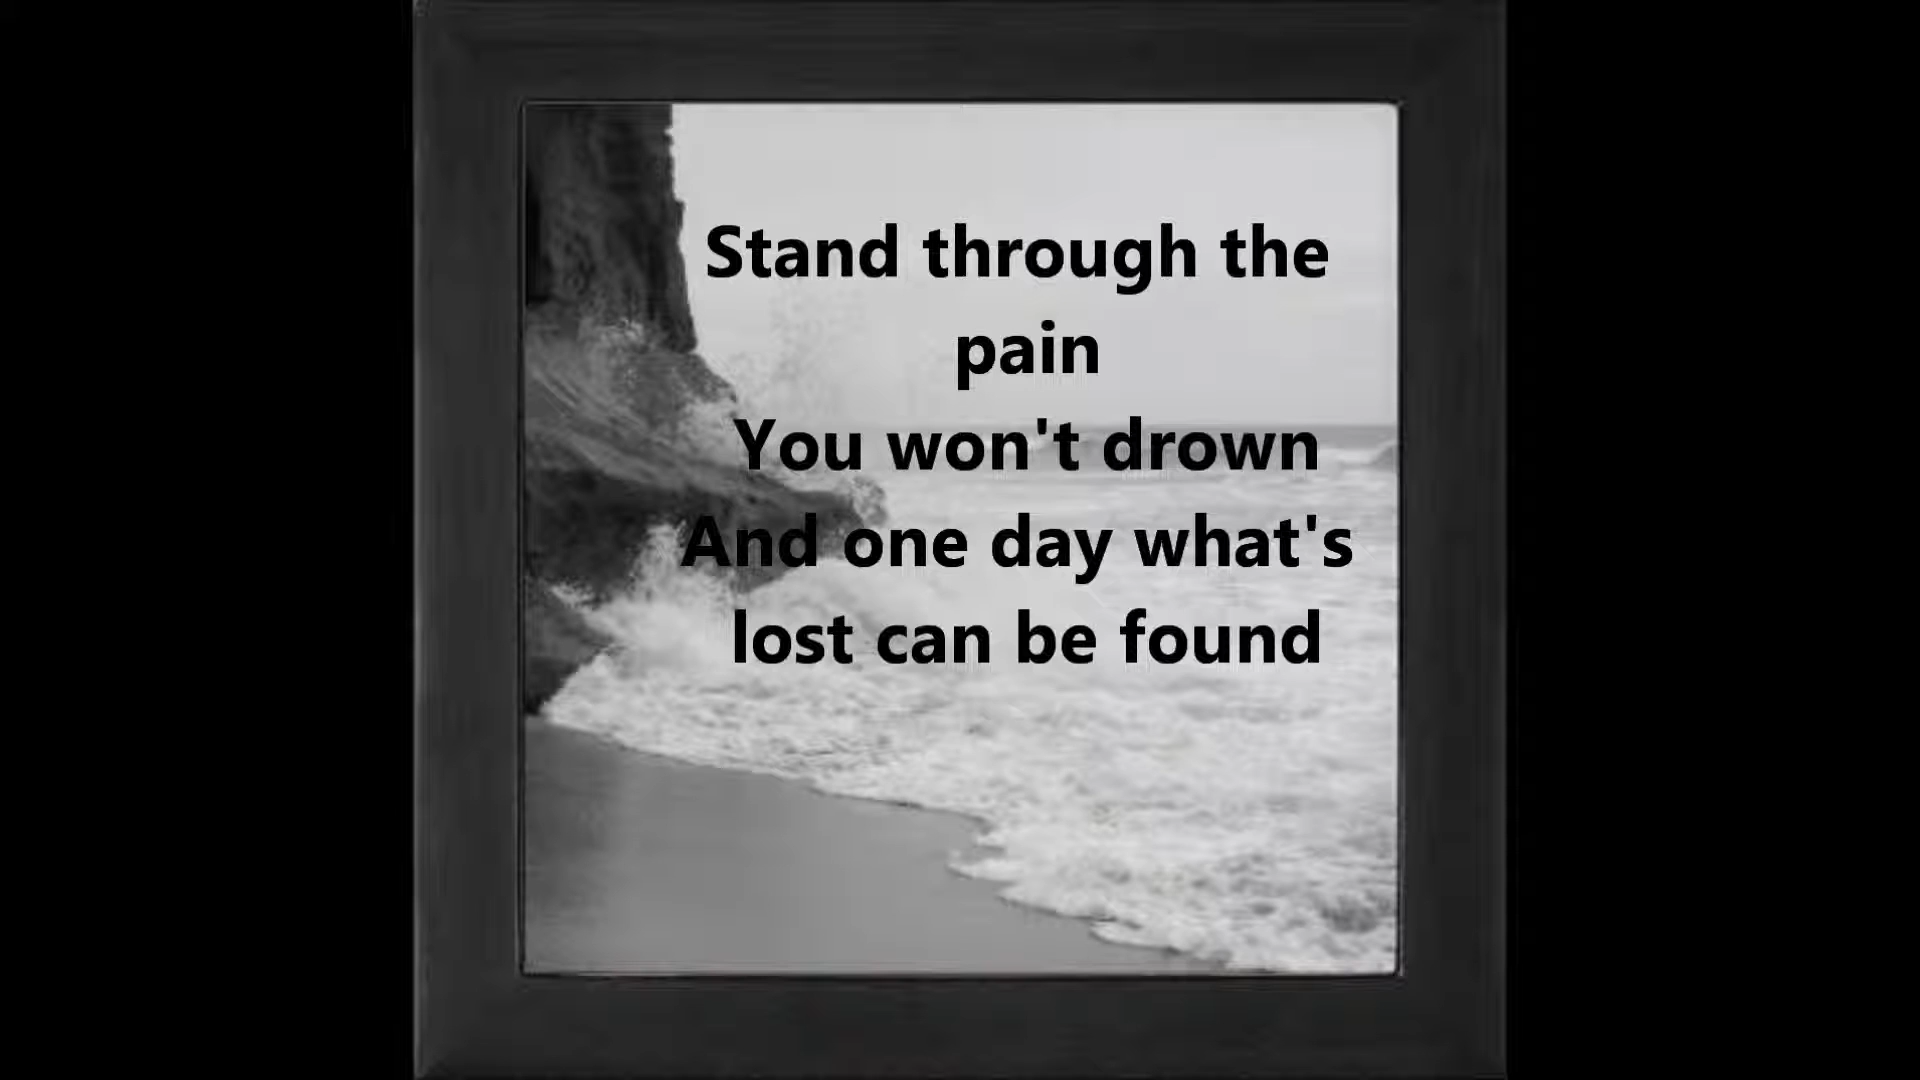 Stand through the
pain
You won't drown
And one day what's
lost can be found